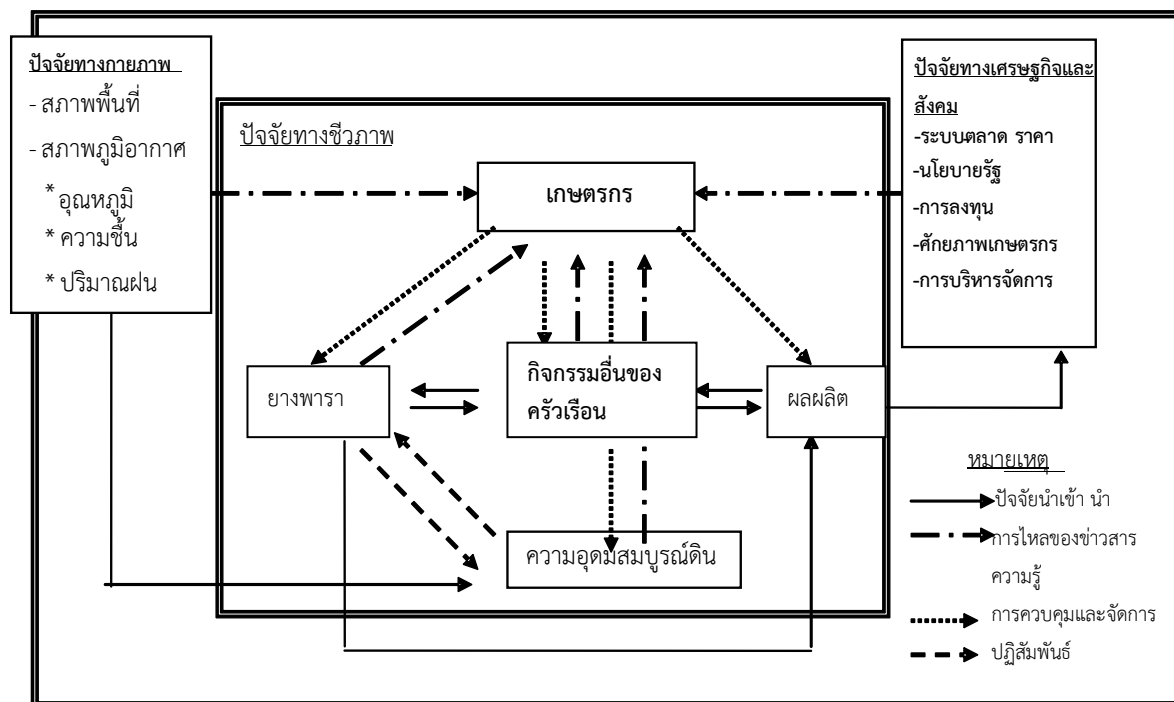 ปัจจัยทางกายภาพ
- สภาพพื้นที่
- สภาพภูมิอากาศ
* อุณหภูมิ
* ความชื้น
* ปริมาณฝน
ปัจจัยทางชีวภาพ
เกษตรกร
ยางพารา
กิจกรรมอื่นของ
ครัวเรือน
ผลผลิต
ความอุดมสมบูรณ์ดิน
ปัจจัยทางเศรษฐกิจและ
สังคม
-ระบบตลาด ราคา
-นโยบายรัฐ
-การลงทุน
-ศักยภาพเกษตรกร
-การบริหารจัดการ
หมายเหตุ
ปัจจัยนำเข้า นำ
การไหลของข่าวสาร
ความรู้
การควบคุมและจัดการ
ปฏิสัมพันธ์